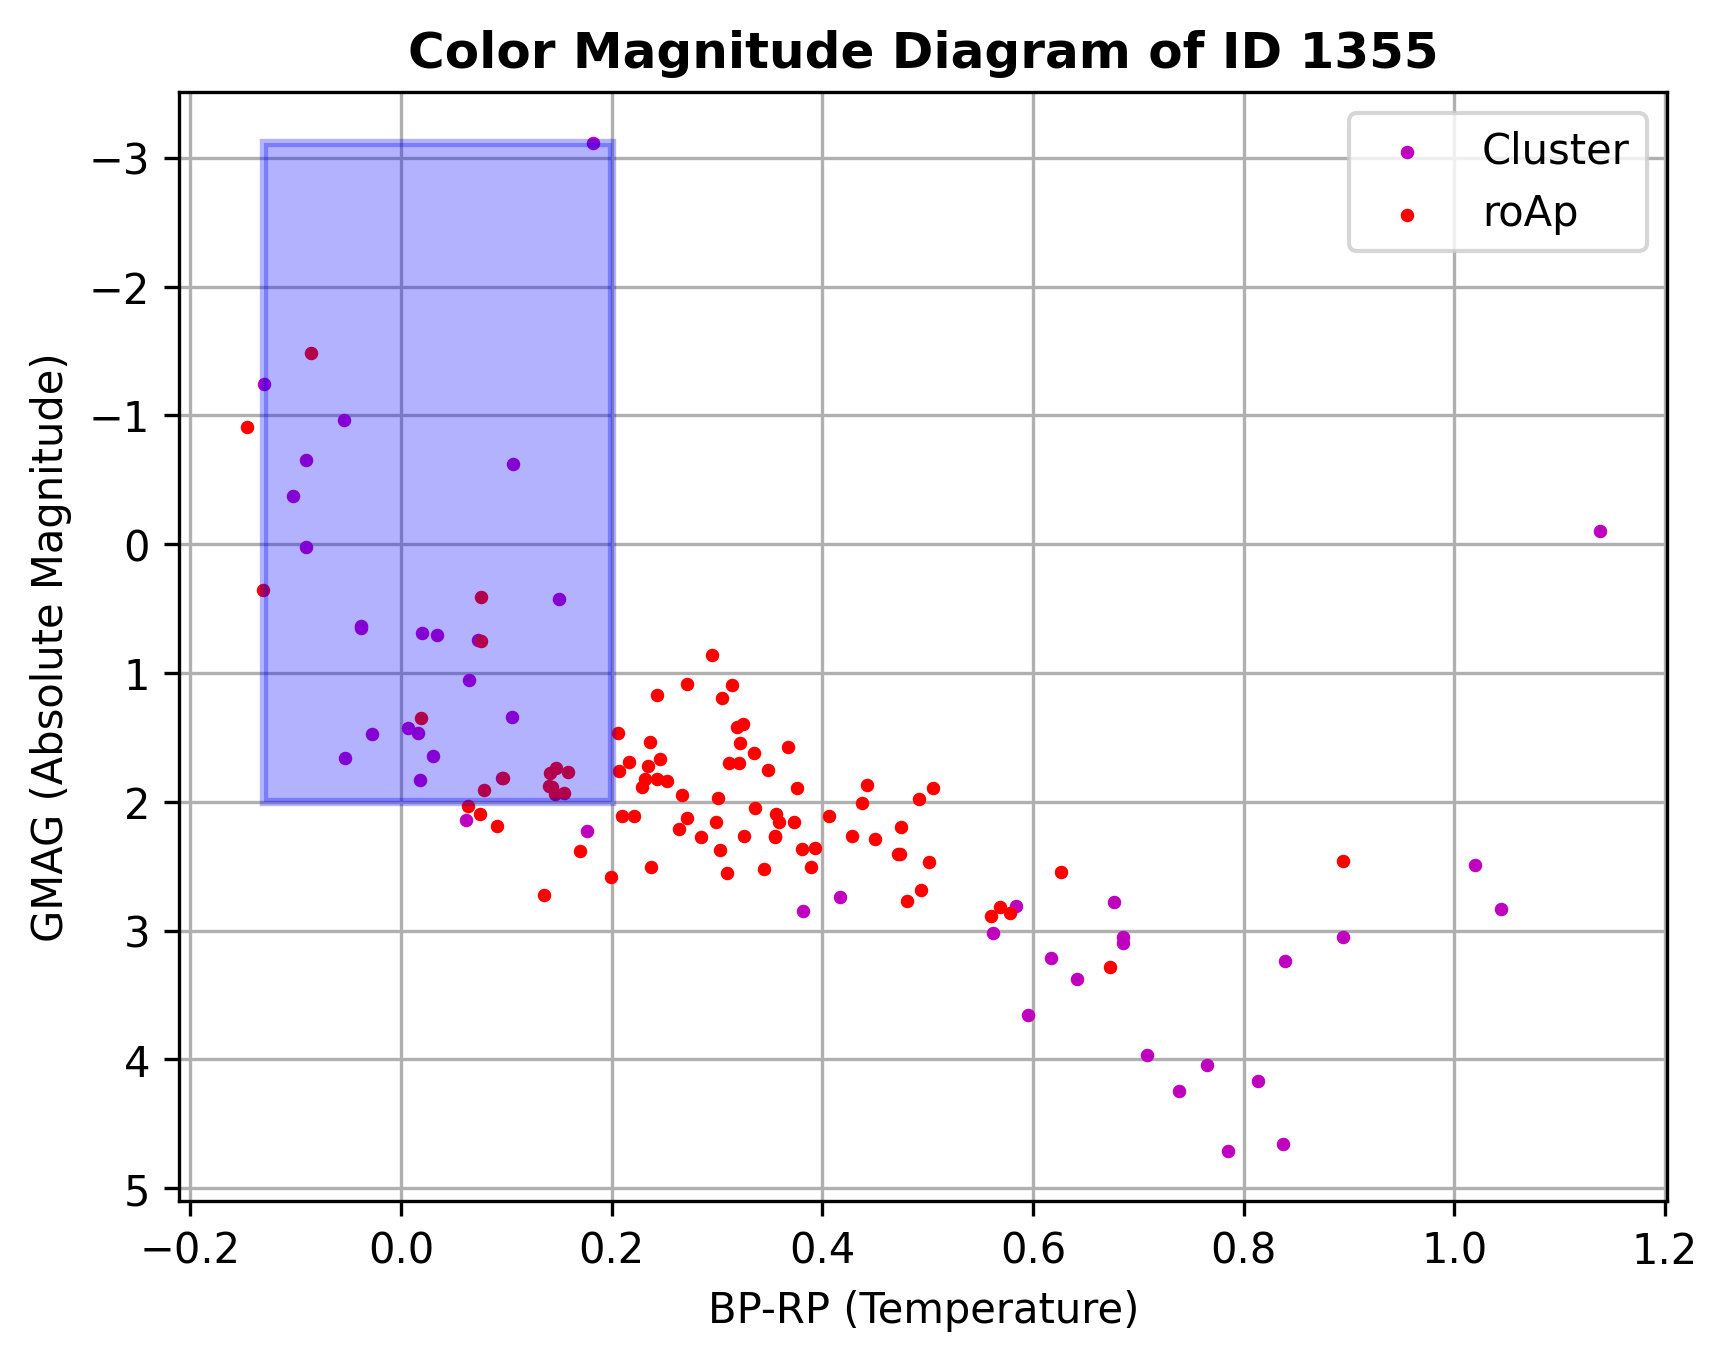 Color Magnitude Diagram of ID 1355
Cluster
roAp
GMAG (Absolute Magnitude)
−3
−2
−1
0
1
2
3
4
5
−0.2 0.0 0.2 0.4 0.6 0.8 1.0 1.2
BP-RP (Temperature)